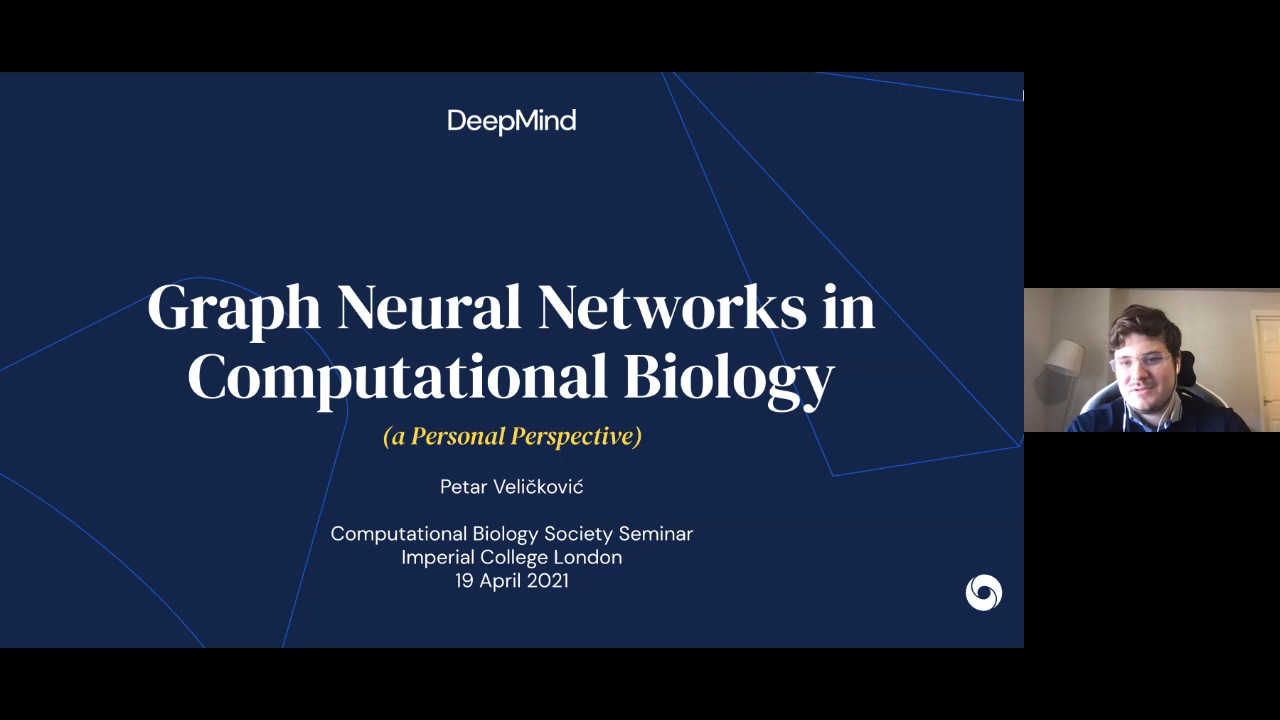 DeepMind
Graph Neural Networks in
Computational Biology
(a Personal Perspective)
Petar Veličković
Computational Biology Society Seminar
Imperial College London
19 April 2021